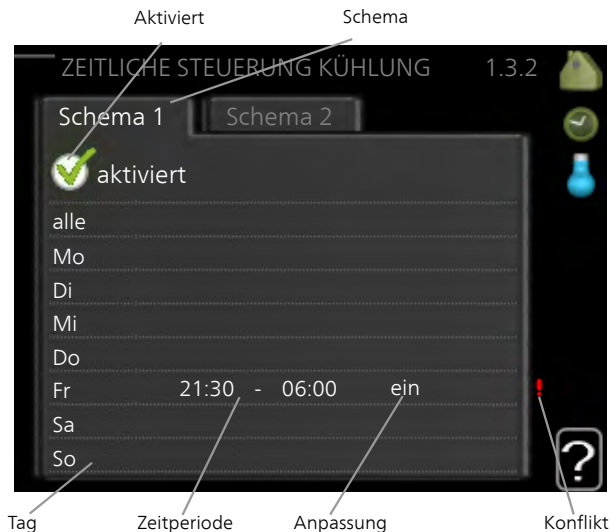 Aktiviert Schema
ZEITLICHE STEUERUNG KÜHLUNG 1.3.2
Schema 1 Schema 2
aktiviert
alle
Mo
Di
Mi
Do
Fr 21:30 - 06:00 ein !
Sa
So
?
Tag Zeitperiode Anpassung Konflikt